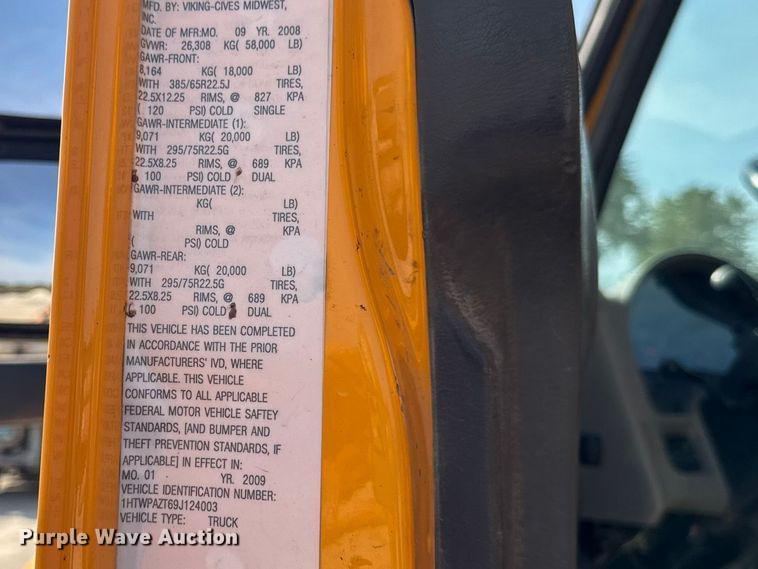 MFD. BY: VIKING-CIVES MIDWEST,
INC.
DATE OF MFR:MO. 09 YR. 2008
GVWR: 26,308 KG( 58,000 LB)
GAWR-FRONT:
8,164 KG( 18,000 LB)
WITH 385/65R22.5J TIRES,
22.5X12.25 RIMS, @ 827 KPA
( 120 PSI) COLD SINGLE
GAWR-INTERMEDIATE (1):
9,071 KG( 20,000 LB)
WITH 295/75R22.5G TIRES,
22.5X8.25 RIMS, @ 689 KPA
( 100 PSI) COLD DUAL
GAWR-INTERMEDIATE (2):
KG( LB)
WITH TIRES,
RIMS, @ KPA
( PSI) COLD
GAWR-REAR:
9,071 KG( 20,000 LB)
WITH 295/75R22.5G TIRES,
22.5X8.25 RIMS, @ 689 KPA
( 100 PSI) COLD DUAL
THIS VEHICLE HAS BEEN COMPLETED
IN ACCORDANCE WITH THE PRIOR
MANUFACTURERS' IVD, WHERE
APPLICABLE. THIS VEHICLE
CONFORMS TO ALL APPLICABLE
FEDERAL MOTOR VEHICLE SAFTEY
STANDARDS, [AND BUMPER AND
THEFT PREVENTION STANDARDS, IF
APPLICABLE] IN EFFECT IN:
MO. 01 YR. 2009
VEHICLE IDENTIFICATION NUMBER:
1HTWPAZT69J124003
VEHICLE TYPE: TRUCK
Purple Wave Auction